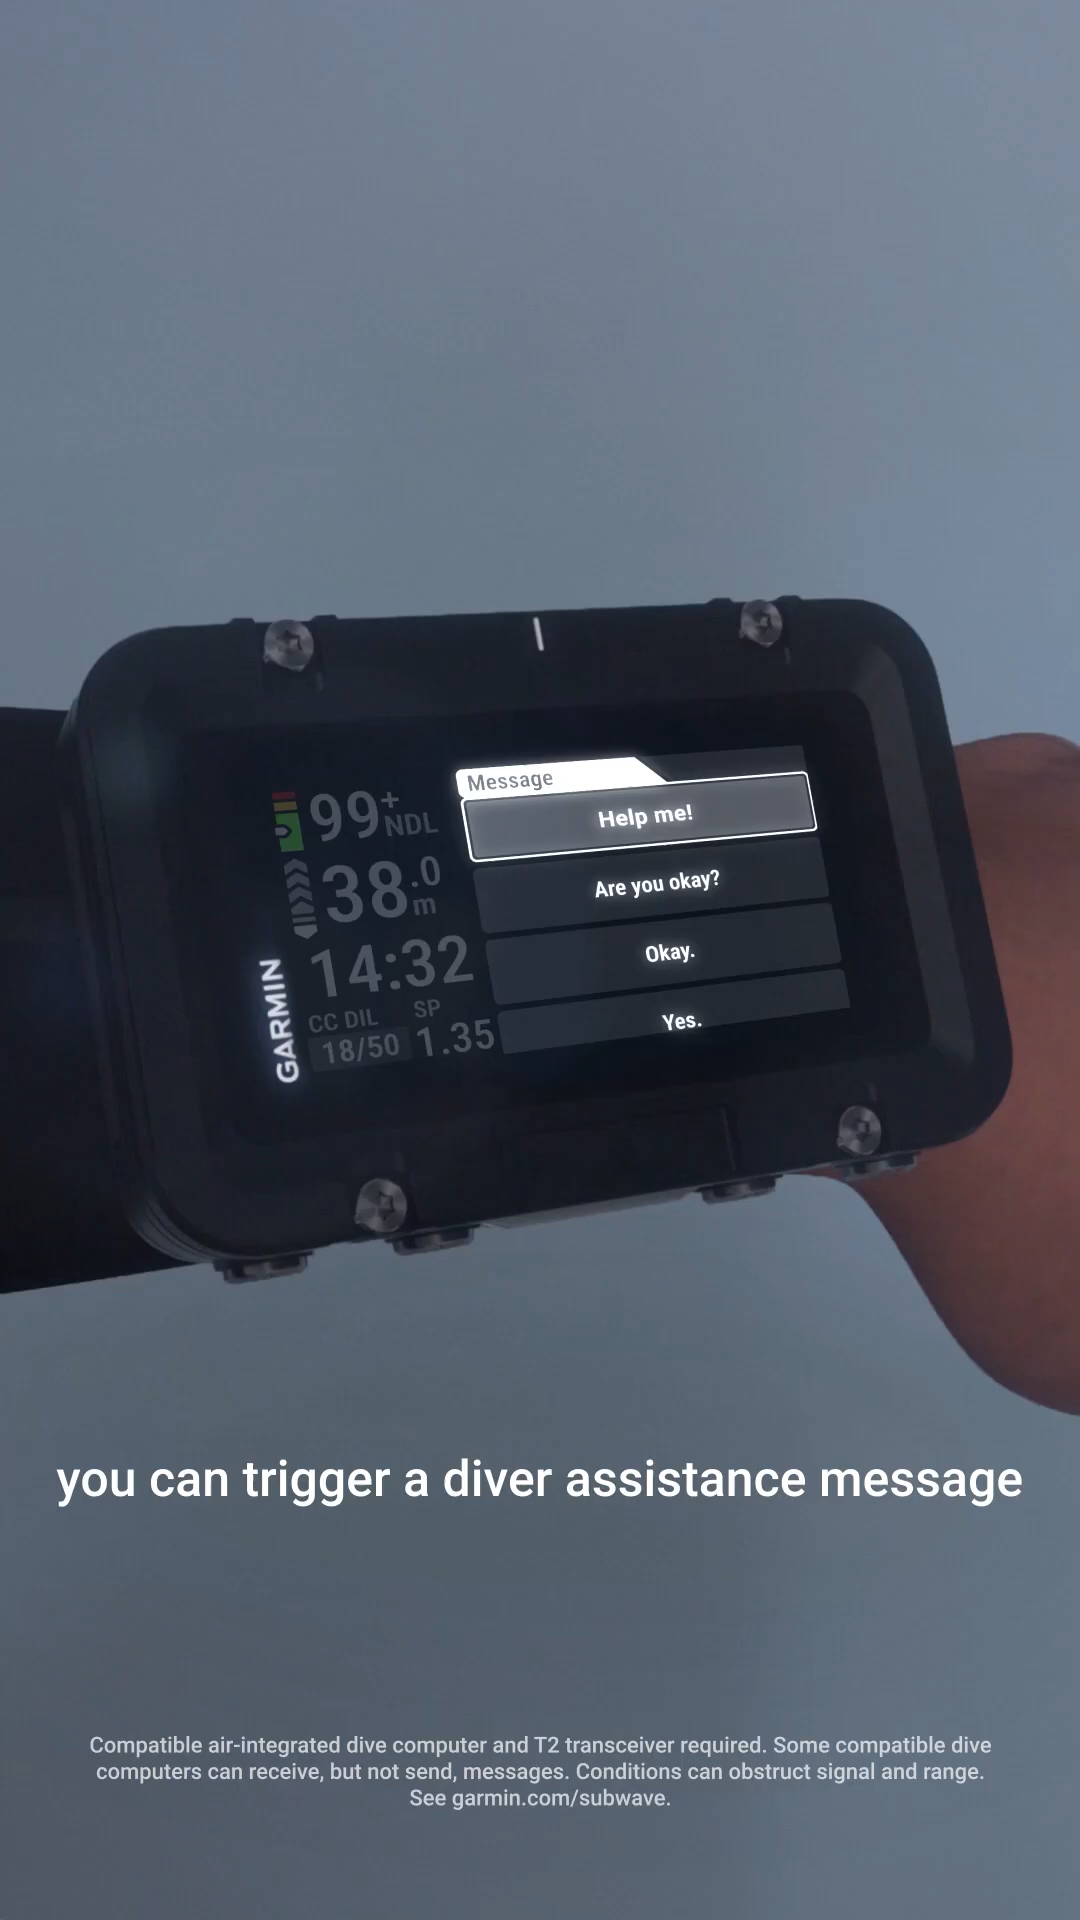 Message
Help me!
Are you okay?
Okay.
Yes.
99+ NDL
38.0 m
14:32
CC DIL SP
18/50 1.35
GARMIN
you can trigger a diver assistance message
Compatible air-integrated dive computer and T2 transceiver required. Some compatible dive
computers can receive, but not send, messages. Conditions can obstruct signal and range.
See garmin.com/subwave.